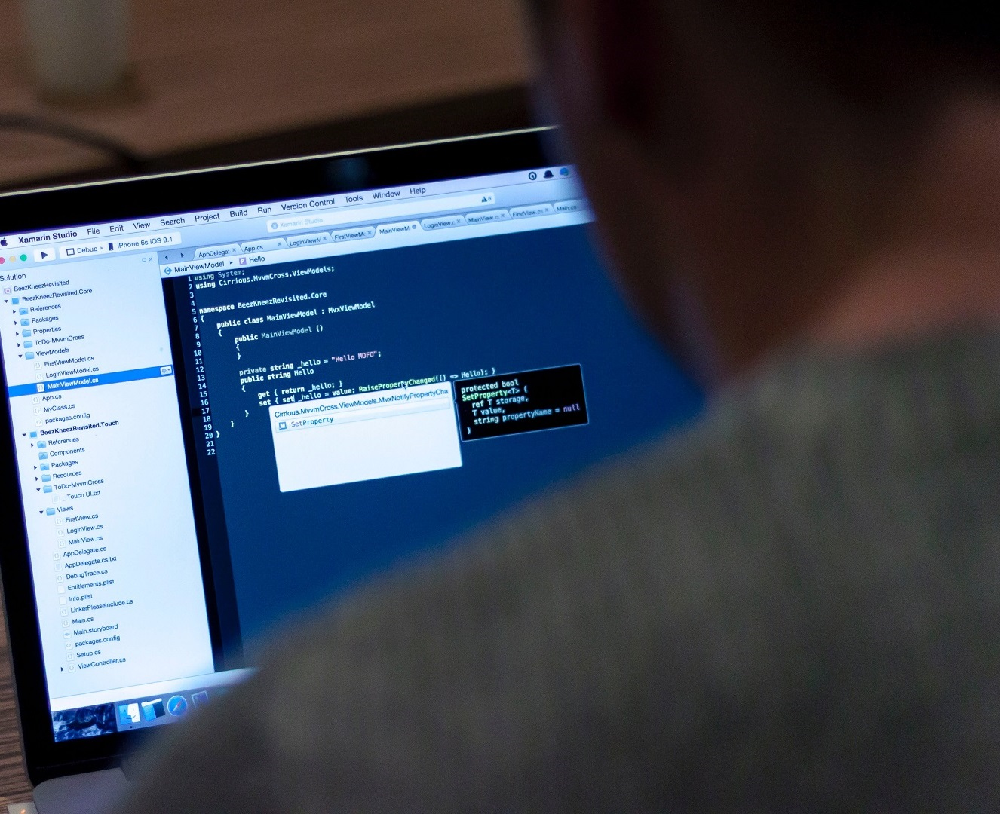 Xamarin Studio File Edit View Search Project Build Run Version Control Tools Window Help
Debug iPhone 6s iOS 9.1
Xamarin Studio
6
AppDelegat App.cs LoginViewM FirstViewMc MainViewM LoginView.c MainView.c FirstView.cs Main.cs
MainViewModel Hello
Solution
BeezKneezRevisited
BeezKneezRevisited.Core
References
Packages
Properties
ToDo-MvvmCross
ViewModels
FirstViewModel.cs
LoginViewModel.cs
MainViewModel.cs
App.cs
MyClass.cs
packages.config
BeezKneezRevisited.Touch
References
Components
Packages
Resources
ToDo-MvvmCross
_Touch UI.txt
Views
FirstView.cs
LoginView.cs
MainView.cs
AppDelegate.cs
AppDelegate.cs.txt
DebugTrace.cs
Entitlements.plist
Info.plist
LinkerPleaseInclude.cs
Main.cs
Main.storyboard
packages.config
Setup.cs
ViewController.cs
1 using System;
2 using Cirrious.MvvmCross.ViewModels;
3
4
5 namespace BeezKneezRevisited.Core
6 {
7 public class MainViewModel : MvxViewModel
8 {
9 public MainViewModel ()
10 {
11 }
12
13 private string _hello = "Hello MOFO";
14 public string Hello
15 {
16 get { return _hello; }
17 set { set _hello = value; RaisePropertyChanged(() => Hello); }
18 }
19 }
20 }
21
22
Cirrious.MvvmCross.ViewModels.MvxNotifyPropertyCha
M SetProperty
protected bool
SetProperty<T> (
ref T storage,
T value,
string propertyName = null
)